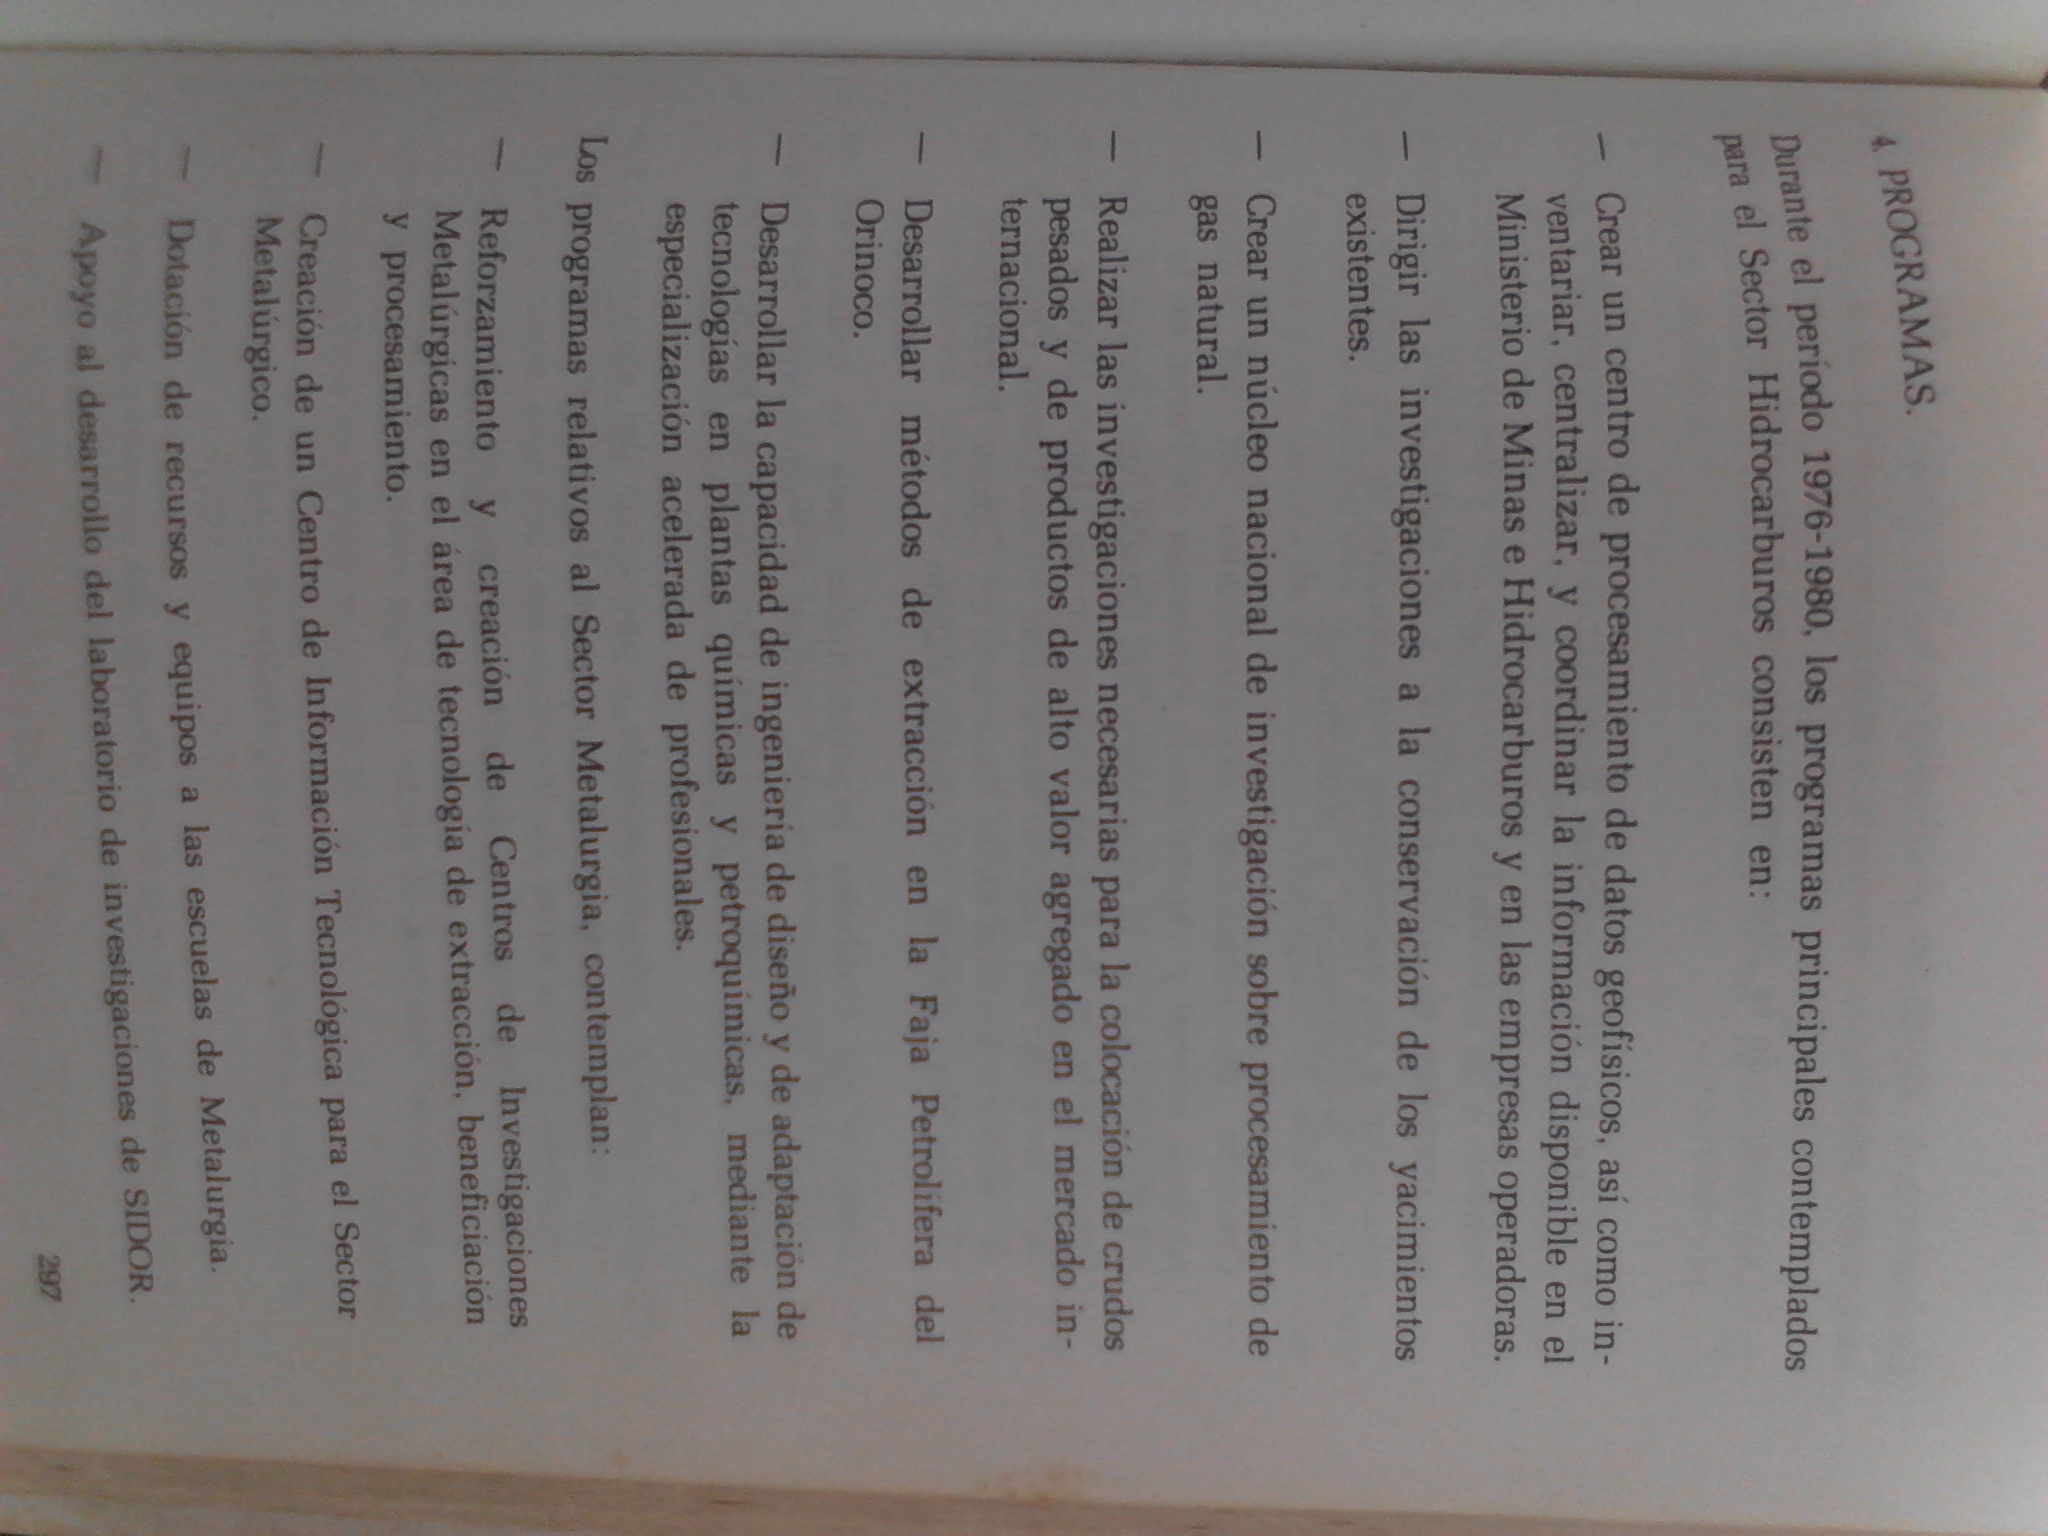 4. PROGRAMAS.
Durante el período 1976-1980, los programas principales contemplados
para el Sector Hidrocarburos consisten en:
— Crear un centro de procesamiento de datos geofísicos, así como in-
ventariar, centralizar, y coordinar la información disponible en el
Ministerio de Minas e Hidrocarburos y en las empresas operadoras.
— Dirigir las investigaciones a la conservación de los yacimientos
existentes.
— Crear un núcleo nacional de investigación sobre procesamiento de
gas natural.
— Realizar las investigaciones necesarias para la colocación de crudos
pesados y de productos de alto valor agregado en el mercado in-
ternacional.
— Desarrollar métodos de extracción en la Faja Petrolífera del
Orinoco.
— Desarrollar la capacidad de ingeniería de diseño y de adaptación de
tecnologías en plantas químicas y petroquímicas, mediante la
especialización acelerada de profesionales.
Los programas relativos al Sector Metalurgia, contemplan:
— Reforzamiento y creación de Centros de Investigaciones
Metalúrgicas en el área de tecnología de extracción, beneficiación
y procesamiento.
— Creación de un Centro de Información Tecnológica para el Sector
Metalúrgico.
— Dotación de recursos y equipos a las escuelas de Metalurgia.
— Apoyo al desarrollo del laboratorio de investigaciones de SIDOR.
297